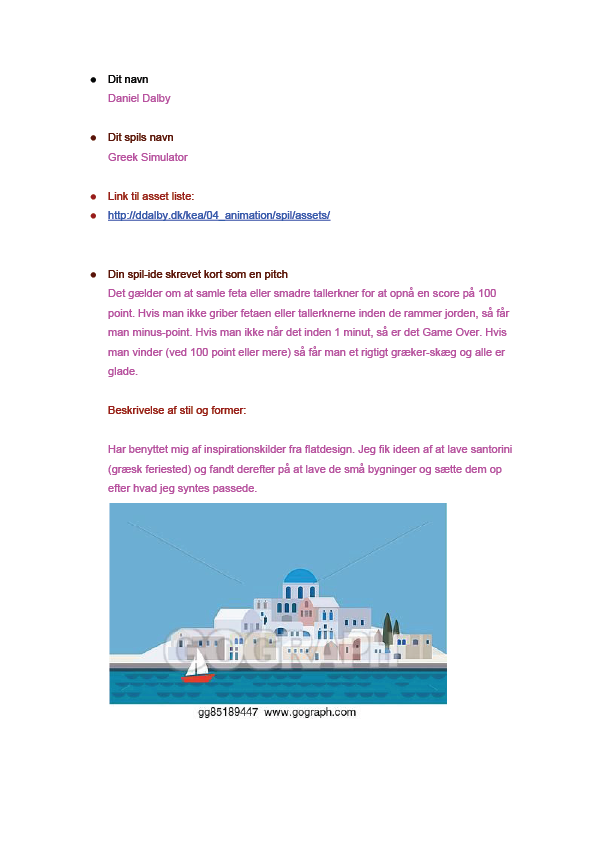 ● Dit navn
Daniel Dalby
● Dit spils navn
Greek Simulator
● Link til asset liste:
● http://ddalby.dk/kea/04_animation/spil/assets/
● Din spil-ide skrevet kort som en pitch
Det gælder om at samle feta eller smadre tallerkner for at opnå en score på 100
point. Hvis man ikke griber fetaen eller tallerknerne inden de rammer jorden, så får
man minus-point. Hvis man ikke når det inden 1 minut, så er det Game Over. Hvis
man vinder (ved 100 point eller mere) så får man et rigtigt græker-skæg og alle er
glade.
Beskrivelse af stil og former:
Har benyttet mig af inspirationskilder fra flatdesign. Jeg fik ideen af at lave santorini
(græsk feriested) og fandt derefter på at lave de små bygninger og sætte dem op
efter hvad jeg syntes passede.
GOGRAPH
gg85189447 www.gograph.com